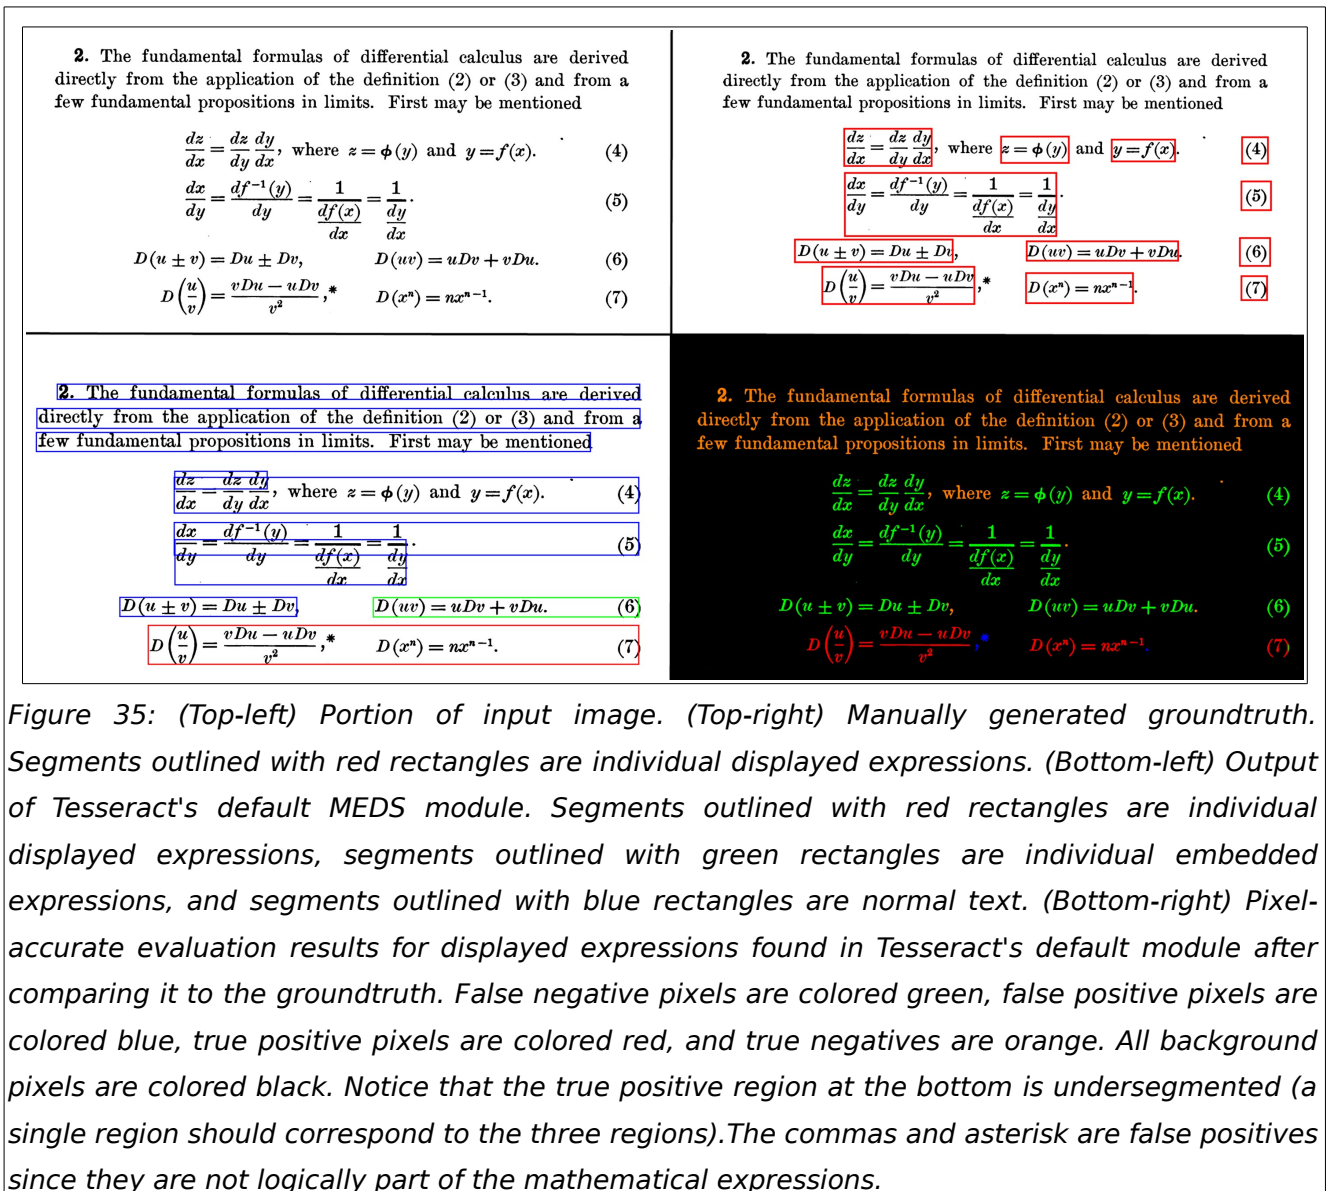 2. The fundamental formulas of differential calculus are derived
directly from the application of the definition (2) or (3) and from a
few fundamental propositions in limits. First may be mentioned
dz/dx = dz/dy dy/dx, where z = ϕ(y) and y = f(x). (4)
dx/dy = df⁻¹(y)/dy = 1/(df(x)/dx) = 1/(dy/dx). (5)
D(u ± v) = Du ± Dv, D(uv) = uDv + vDu. (6)
D(u/v) = (vDu − uDv)/v²,* D(xⁿ) = nxⁿ⁻¹. (7)
2. The fundamental formulas of differential calculus are derived
directly from the application of the definition (2) or (3) and from a
few fundamental propositions in limits. First may be mentioned
dz/dx = dz/dy dy/dx, where z = ϕ(y) and y = f(x). (4)
dx/dy = df⁻¹(y)/dy = 1/(df(x)/dx) = 1/(dy/dx). (5)
D(u ± v) = Du ± Dv, D(uv) = uDv + vDu. (6)
D(u/v) = (vDu − uDv)/v²,* D(xⁿ) = nxⁿ⁻¹. (7)
2. The fundamental formulas of differential calculus are derived
directly from the application of the definition (2) or (3) and from a
few fundamental propositions in limits. First may be mentioned
dz/dx = dz/dy dy/dx, where z = ϕ(y) and y = f(x). (4)
dx/dy = df⁻¹(y)/dy = 1/(df(x)/dx) = 1/(dy/dx). (5)
D(u ± v) = Du ± Dv, D(uv) = uDv + vDu. (6)
D(u/v) = (vDu − uDv)/v²,* D(xⁿ) = nxⁿ⁻¹. (7)
2. The fundamental formulas of differential calculus are derived
directly from the application of the definition (2) or (3) and from a
few fundamental propositions in limits. First may be mentioned
dz/dx = dz/dy dy/dx, where z = ϕ(y) and y = f(x). (4)
dx/dy = df⁻¹(y)/dy = 1/(df(x)/dx) = 1/(dy/dx). (5)
D(u ± v) = Du ± Dv, D(uv) = uDv + vDu. (6)
D(u/v) = (vDu − uDv)/v²,* D(xⁿ) = nxⁿ⁻¹. (7)
Figure 35: (Top-left) Portion of input image. (Top-right) Manually generated groundtruth.
Segments outlined with red rectangles are individual displayed expressions. (Bottom-left) Output
of Tesseract's default MEDS module. Segments outlined with red rectangles are individual
displayed expressions, segments outlined with green rectangles are individual embedded
expressions, and segments outlined with blue rectangles are normal text. (Bottom-right) Pixel-
accurate evaluation results for displayed expressions found in Tesseract's default module after
comparing it to the groundtruth. False negative pixels are colored green, false positive pixels are
colored blue, true positive pixels are colored red, and true negatives are orange. All background
pixels are colored black. Notice that the true positive region at the bottom is undersegmented (a
single region should correspond to the three regions).The commas and asterisk are false positives
since they are not logically part of the mathematical expressions.